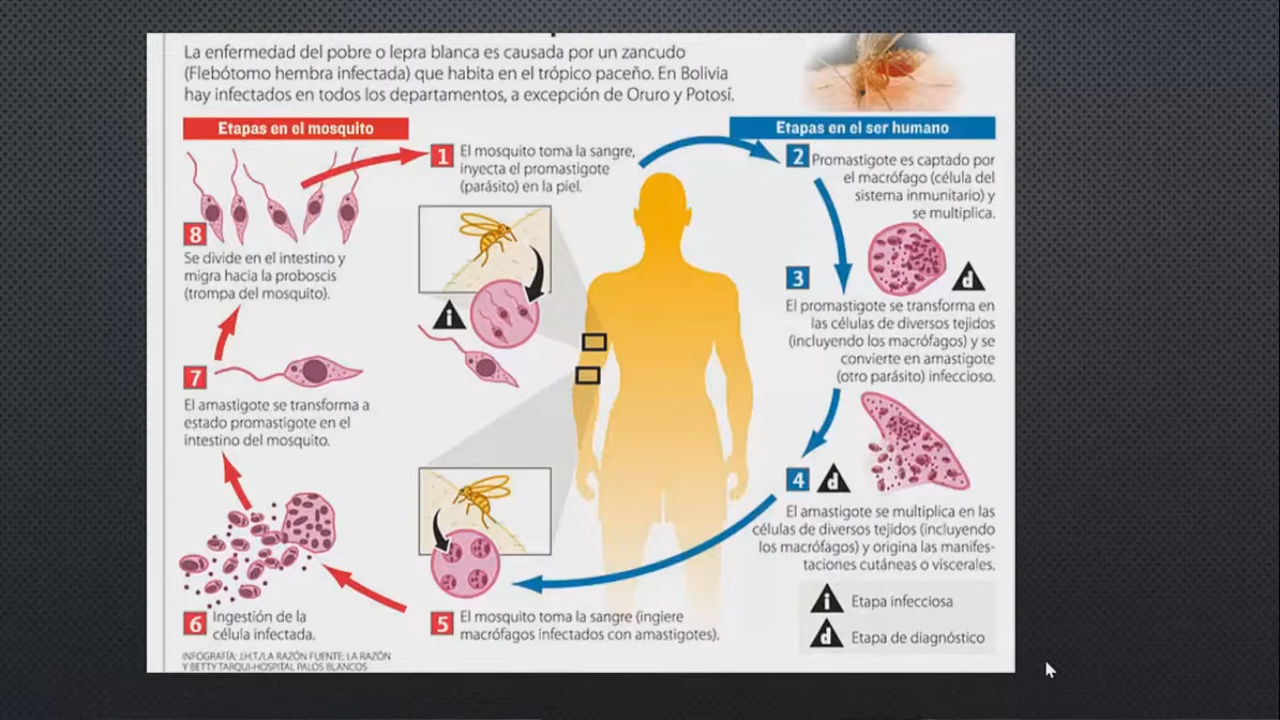 La enfermedad del pobre o lepra blanca es causada por un zancudo
(Flebótomo hembra infectada) que habita en el trópico paceño. En Bolivia
hay infectados en todos los departamentos, a excepción de Oruro y Potosí.
Etapas en el mosquito
Etapas en el ser humano
1
El mosquito toma la sangre,
inyecta el promastigote
(parásito) en la piel.
2
Promastigote es captado por
el macrófago (célula del
sistema inmunitario) y
se multiplica.
d
3
El promastigote se transforma en
las células de diversos tejidos
(incluyendo los macrófagos) y se
convierte en amastigote
(otro parásito) infeccioso.
4
d
El amastigote se multiplica en las
células de diversos tejidos (incluyendo
los macrófagos) y origina las manifes-
taciones cutáneas o viscerales.
5
El mosquito toma la sangre (ingiere
macrófagos infectados con amastigotes).
6
Ingestión de la
célula infectada.
7
El amastigote se transforma a
estado promastigote en el
intestino del mosquito.
8
Se divide en el intestino y
migra hacia la proboscis
(trompa del mosquito).
i
i
Etapa infecciosa
d
Etapa de diagnóstico
INFOGRAFÍA: J.H.T./LA RAZÓN FUENTE: LA RAZÓN
Y BETTY TARQUI-HOSPITAL PALOS BLANCOS